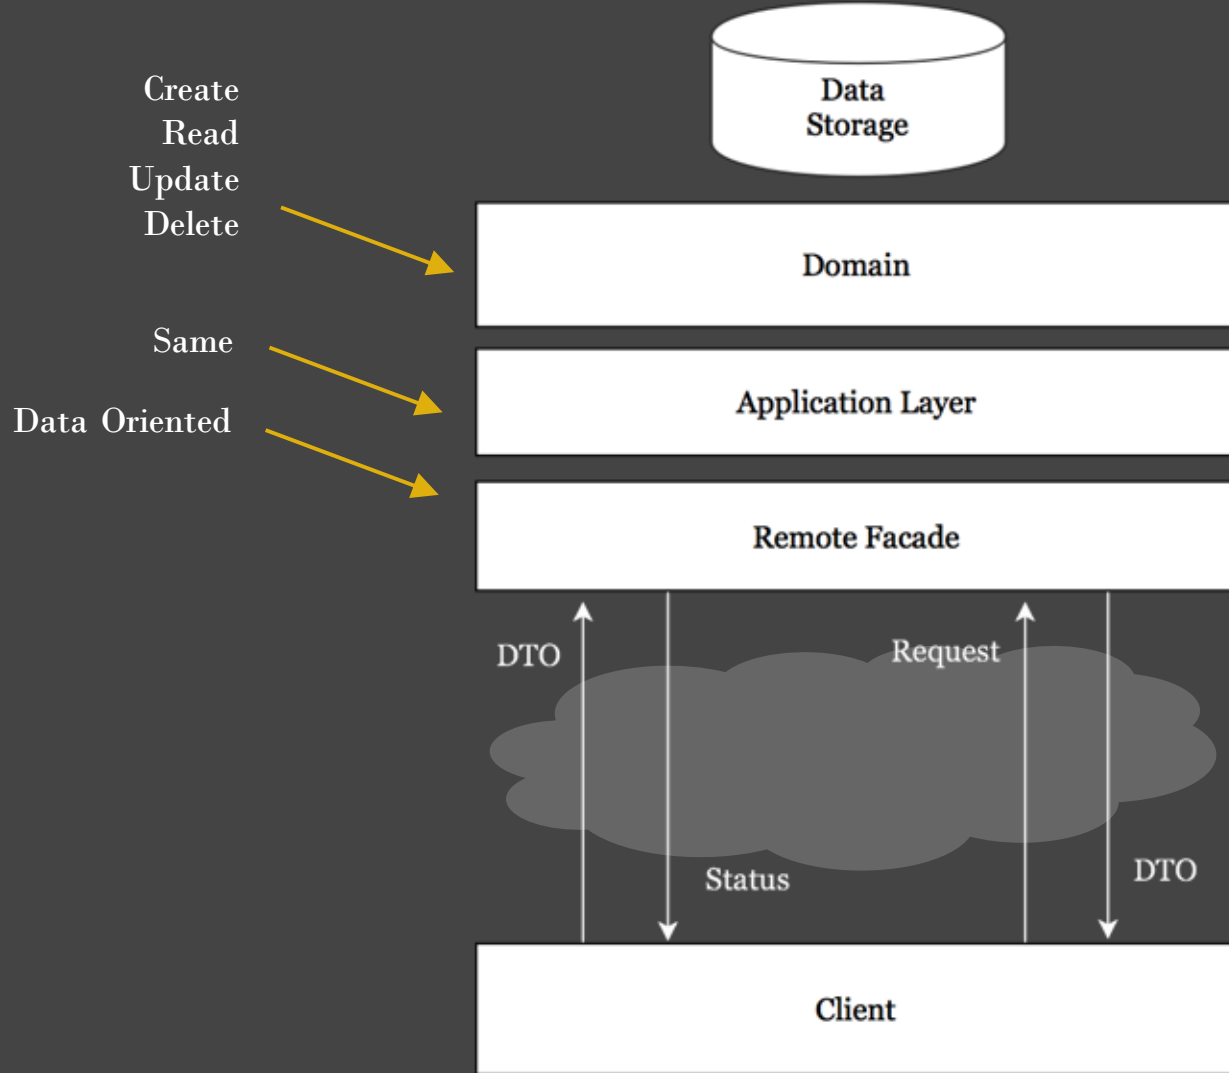 Data
Storage
Create
Read
Update
Delete
Domain
Same
Application Layer
Data Oriented
Remote Facade
DTO
Request
Status
DTO
Client